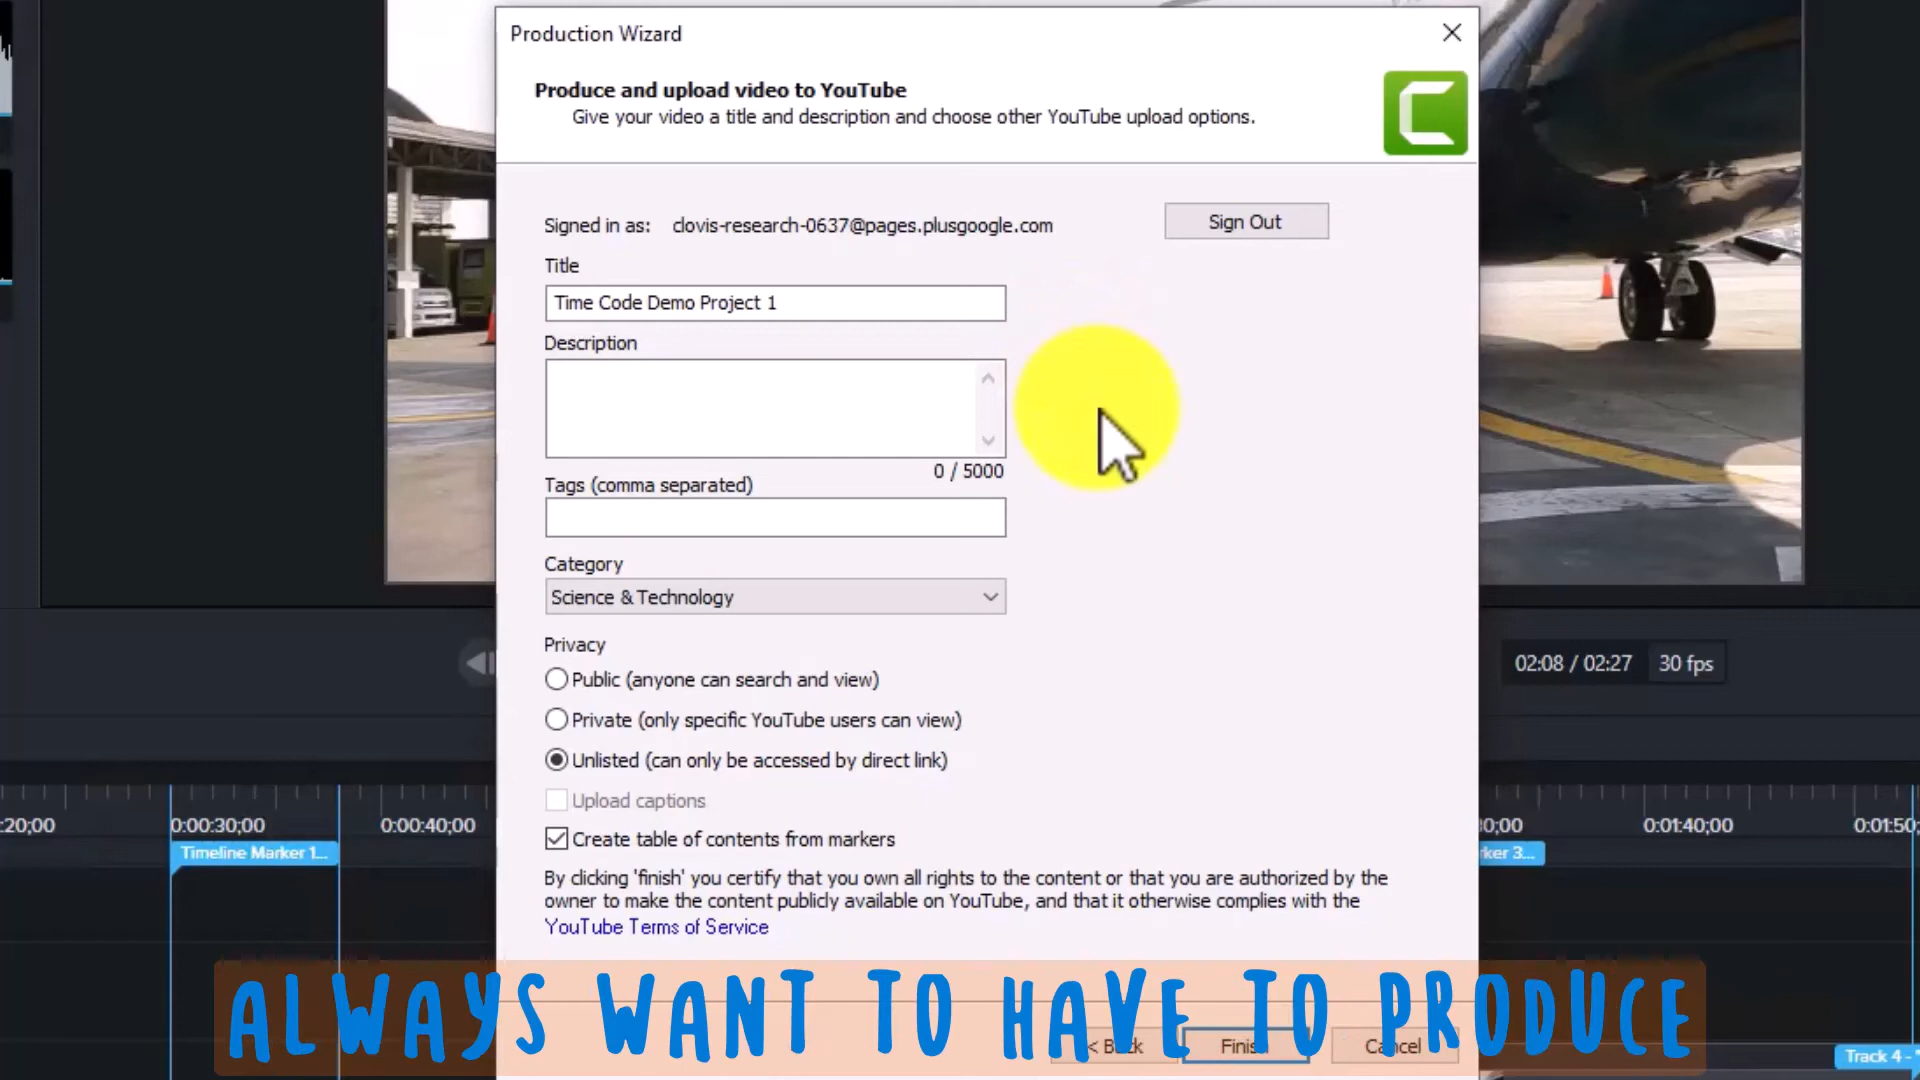 Production Wizard
Produce and upload video to YouTube
Give your video a title and description and choose other YouTube upload options.
Signed in as: clovis-research-0637@pages.plusgoogle.com
Sign Out
Title
Time Code Demo Project 1
Description
0 / 5000
Tags (comma separated)
Category
Science & Technology
Privacy
Public (anyone can search and view)
Private (only specific YouTube users can view)
02:08 / 02:27 30 fps
Unlisted (can only be accessed by direct link)
Upload captions
:20;00 0:00:30;00 0:00:40;00 30;00 0:01:40;00 0:01:50;
Create table of contents from markers
Timeline Marker 1... ker 3...
By clicking 'finish' you certify that you own all rights to the content or that you are authorized by the
owner to make the content publicly available on YouTube, and that it otherwise complies with the
YouTube Terms of Service
ALWAYS WANT TO HAVE TO PRODUCE
< Back Finish Cancel
Track 4 -